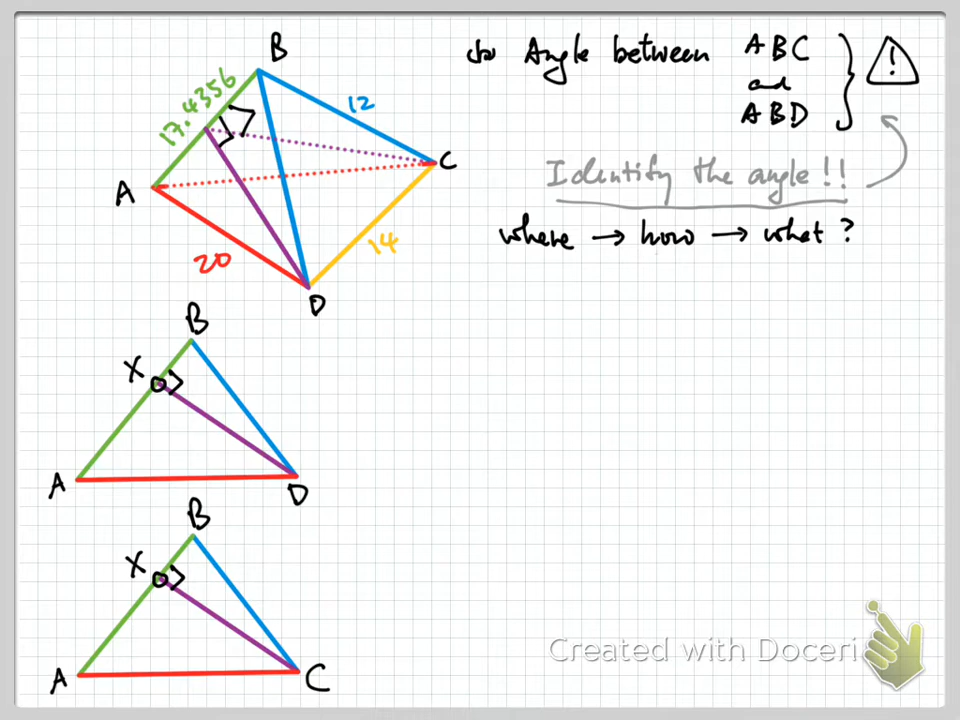 B
17.4356
12
C
A
20
14
D
↳ Angle between ABC
and
ABD
!
Identify the angle!!
where → how → what?
B
X
A
D
B
X
A
C
Created with Doceri